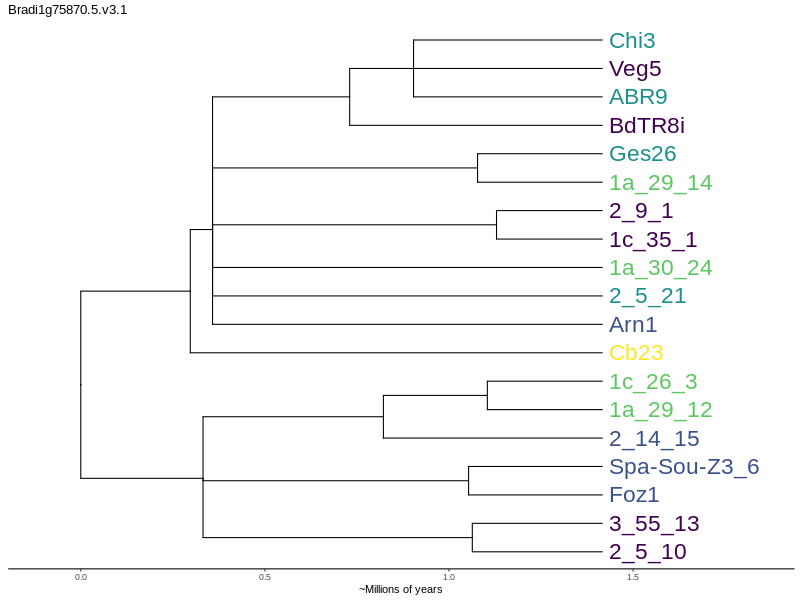 Bradi1g75870.5.v3.1
Chi3
Veg5
ABR9
BdTR8i
Ges26
1a_29_14
2_9_1
1c_35_1
1a_30_24
2_5_21
Arn1
Cb23
1c_26_3
1a_29_12
2_14_15
Spa-Sou-Z3_6
Foz1
3_55_13
2_5_10
0.0 0.5 1.0 1.5
~Millions of years